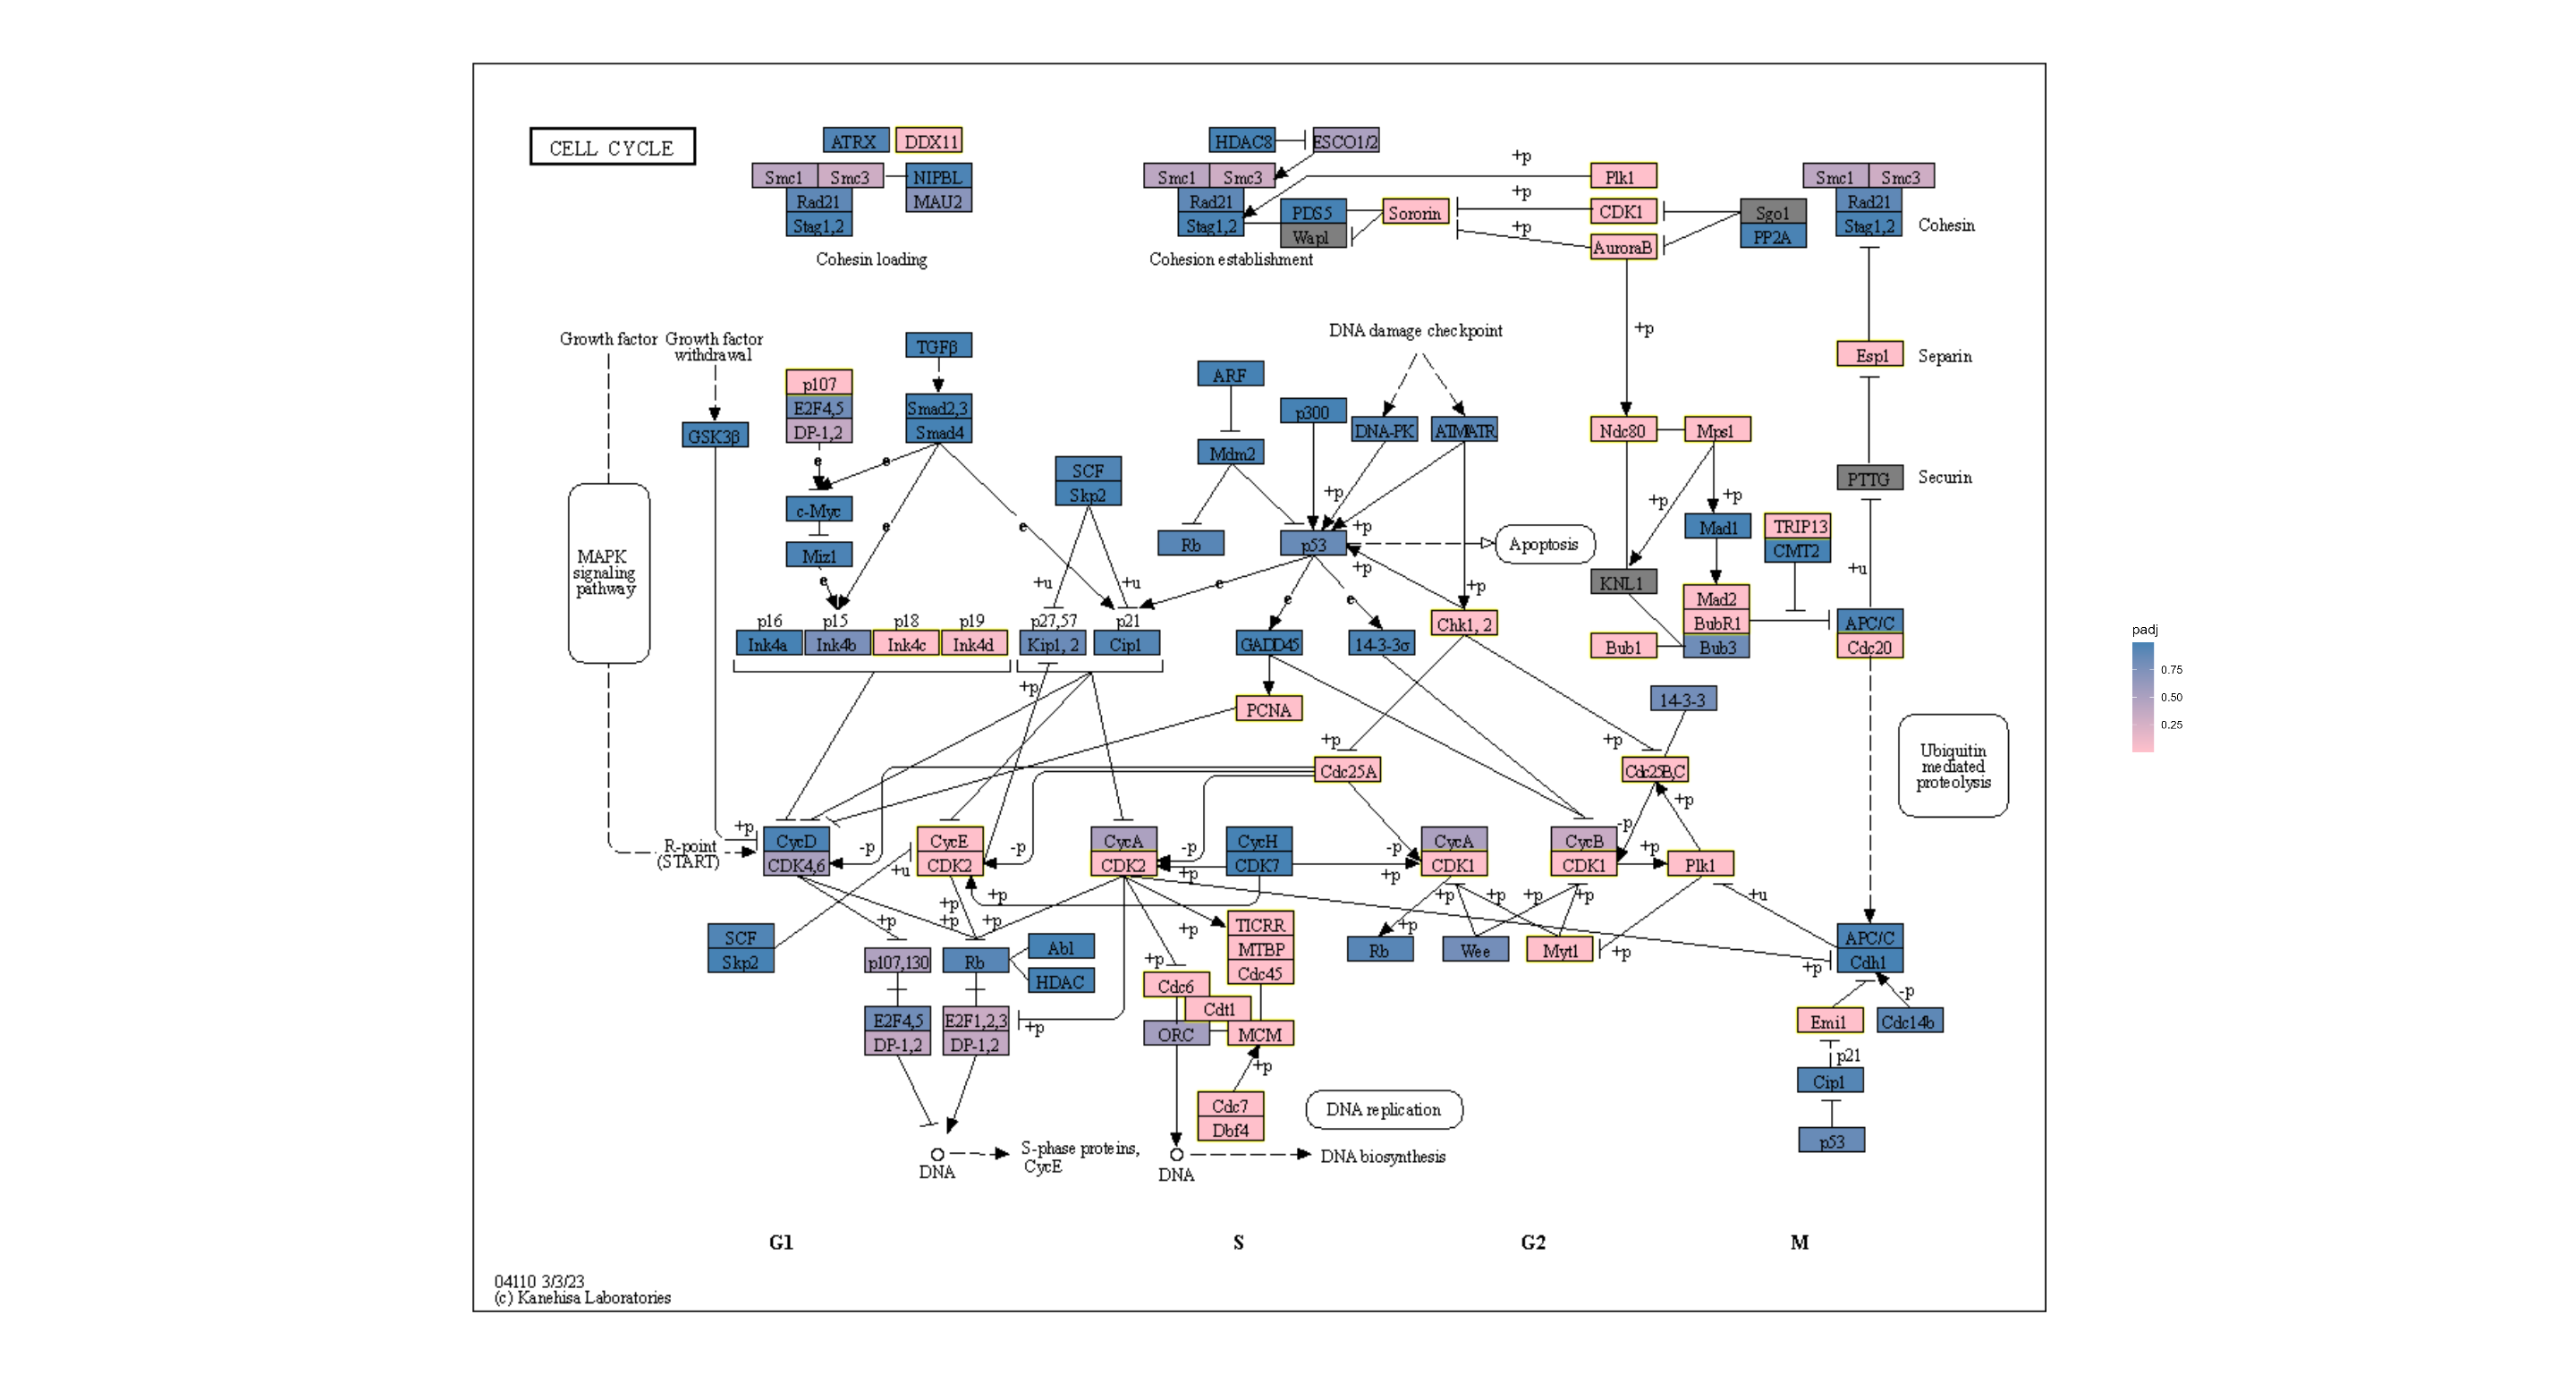 CELL CYCLE
ATRX
DDX11
Smc1
Smc3
NIPBL
Rad21
MAU2
Stag1,2
Cohesin loading
HDAC8
ESCO1/2
Smc1
Smc3
Rad21
Stag1,2
PDS5
Wapl
Sororin
Cohesion establishment
+p
Plk1
+p
CDK1
+p
AuroraB
Sgo1
PP2A
Smc1
Smc3
Rad21
Stag1,2
Cohesin
+p
Growth factor
Growth factor
withdrawal
TGFβ
p107
E2F4,5
DP-1,2
Smad2,3
Smad4
GSK3β
e
e
c-Myc
e
e
Miz1
e
SCF
Skp2
+u
+u
ARF
Mdm2
Rb
p300
DNA damage checkpoint
DNA-PK
ATM/ATR
+p
+p
p53
+p
Apoptosis
e
e
e
+p
Ndc80
Mps1
+p
+p
Mad1
TRIP13
CMT2
KNL1
Mad2
BubR1
Bub1
Bub3
Esp1
Separin
PTTG
Securin
+u
APC/C
Cdc20
MAPK
signaling
pathway
p16
p15
p18
p19
p27,57
p21
Ink4a
Ink4b
Ink4c
Ink4d
Kip1, 2
Cip1
GADD45
14-3-3σ
Chk1, 2
+p
PCNA
14-3-3
+p
+p
Cdc25A
Cdc25B,C
+p
Ubiquitin
mediated
proteolysis
+p
R-point
(START)
CycD
CDK4,6
-p
+u
CycE
CDK2
-p
+p
CycA
CDK2
-p
+p
CycH
CDK7
-p
+p
CycA
CDK1
CycB
CDK1
-p
+p
Plk1
+p
+p
+p
+p
+p
+p
+p
+p
+u
SCF
Skp2
p107,130
Rb
Abl
HDAC
+p
+p
TICRR
MTBP
Cdc45
Cdc6
Cdt1
ORC
MCM
+p
Cdc7
Dbf4
+p
Rb
Wee
Myt1
+p
+p
APC/C
Cdh1
-p
Emi1
Cdc14b
p21
Cip1
p53
E2F4,5
DP-1,2
E2F1,2,3
DP-1,2
+p
DNA
S-phase proteins,
CycE
DNA
DNA replication
DNA biosynthesis
G1
S
G2
M
04110 3/3/23
(c) Kanehisa Laboratories
padj
0.75
0.50
0.25